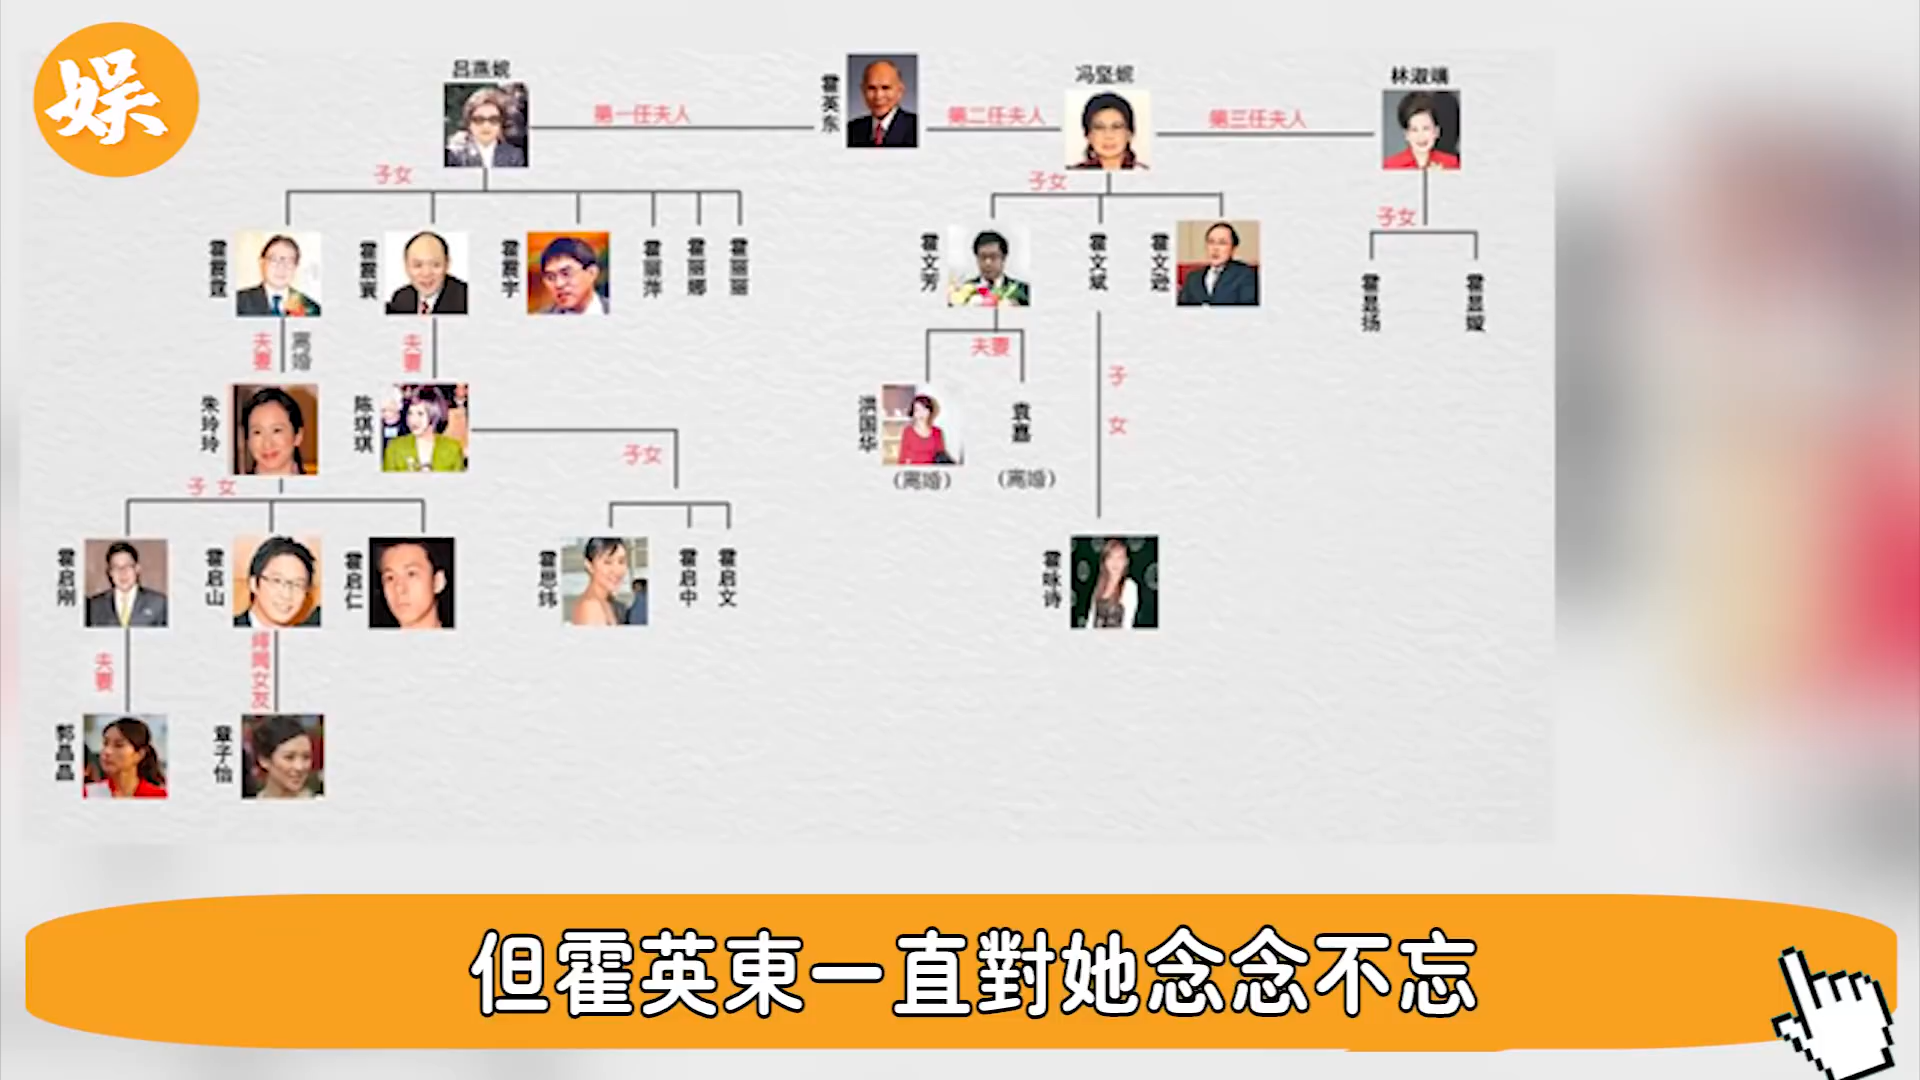 娱
吕燕妮
第一任夫人
霍英东
第二任夫人
冯坚妮
第三任夫人
林淑端
子女
子女
子女
霍震霆
霍震寰
霍震宇
霍丽萍
霍丽娜
霍丽丽
霍文芳
霍文斌
霍文逊
霍显扬
霍显嫙
夫妻
离婚
夫妻
夫妻
朱玲玲
陈琪琪
子女
洪国华
(离婚)
袁嘉
(离婚)
子女
子女
霍启刚
霍启山
霍启仁
霍思玮
霍启中
霍启文
霍咏诗
夫妻
绯闻女友
郭晶晶
章子怡
但霍英東一直對她念念不忘